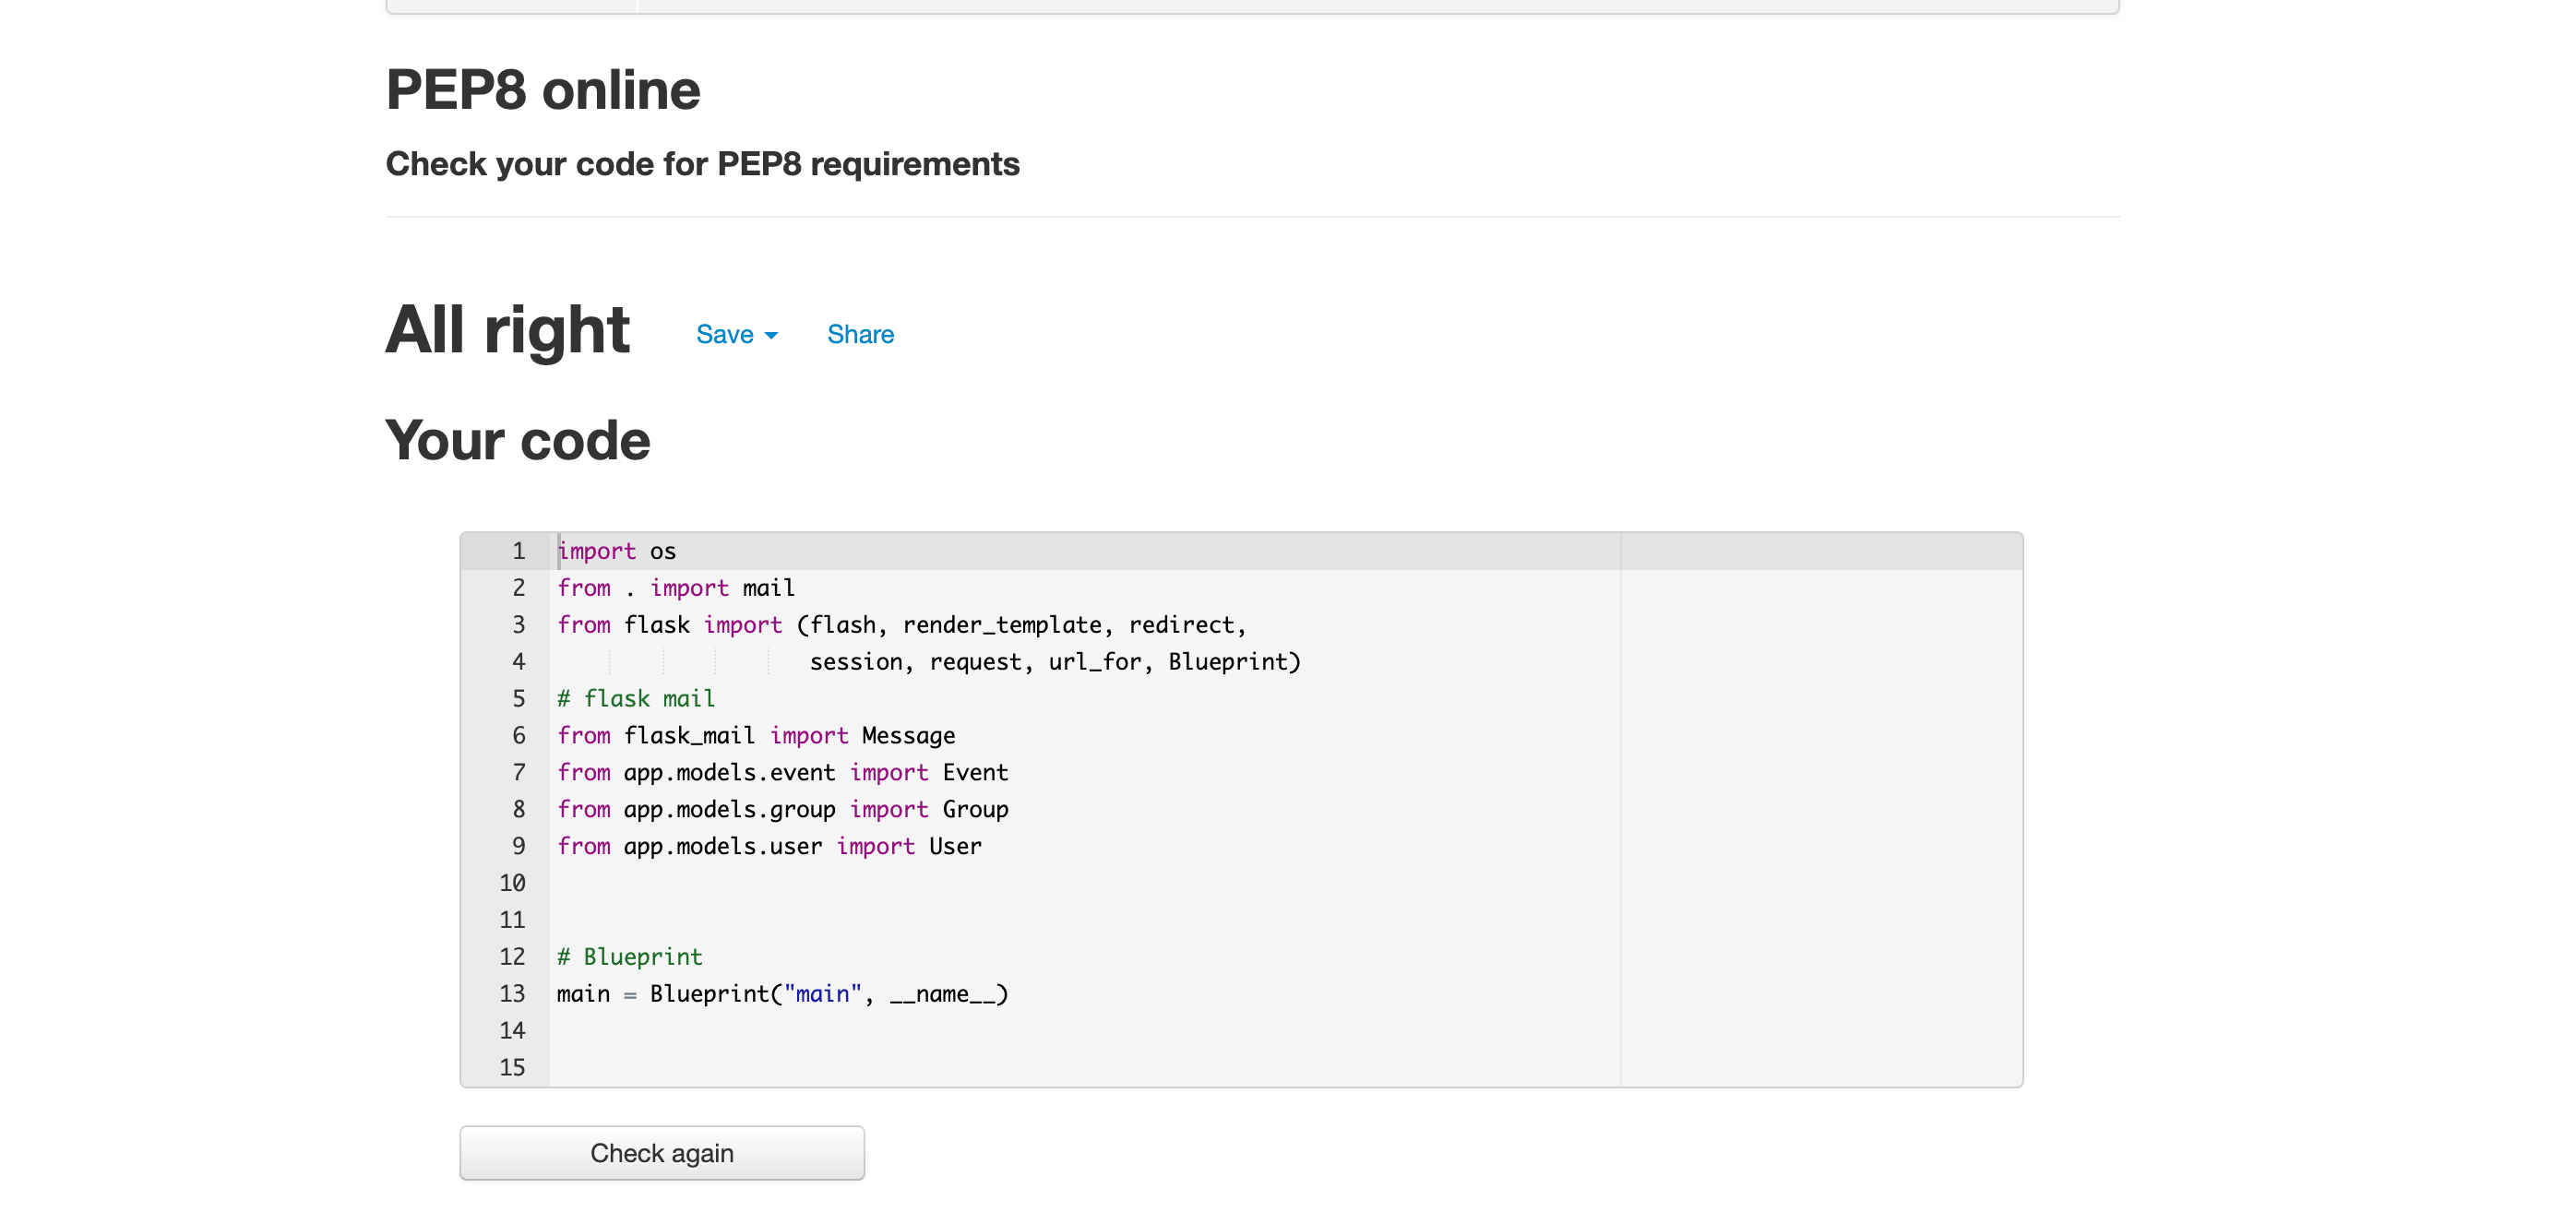 PEP8 online
Check your code for PEP8 requirements
All right Save Share
Your code
1 import os
2 from . import mail
3 from flask import (flash, render_template, redirect,
4                    session, request, url_for, Blueprint)
5 # flask mail
6 from flask_mail import Message
7 from app.models.event import Event
8 from app.models.group import Group
9 from app.models.user import User
10
11
12 # Blueprint
13 main = Blueprint("main", __name__)
14
15
Check again